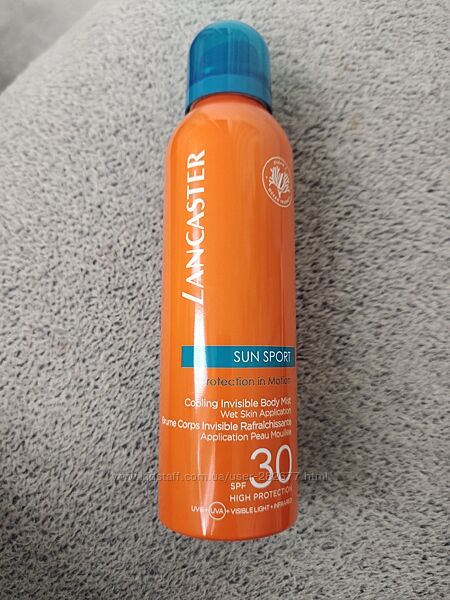 LANCASTER
SUN SPORT
Protection in Motion
Cooling Invisible Body Mist
Wet Skin Application
Brume Corps Invisible Rafraîchissante
Application Peau Mouillée
SPF 30
HIGH PROTECTION
UVB + UVA + VISIBLE LIGHT + INFRARED